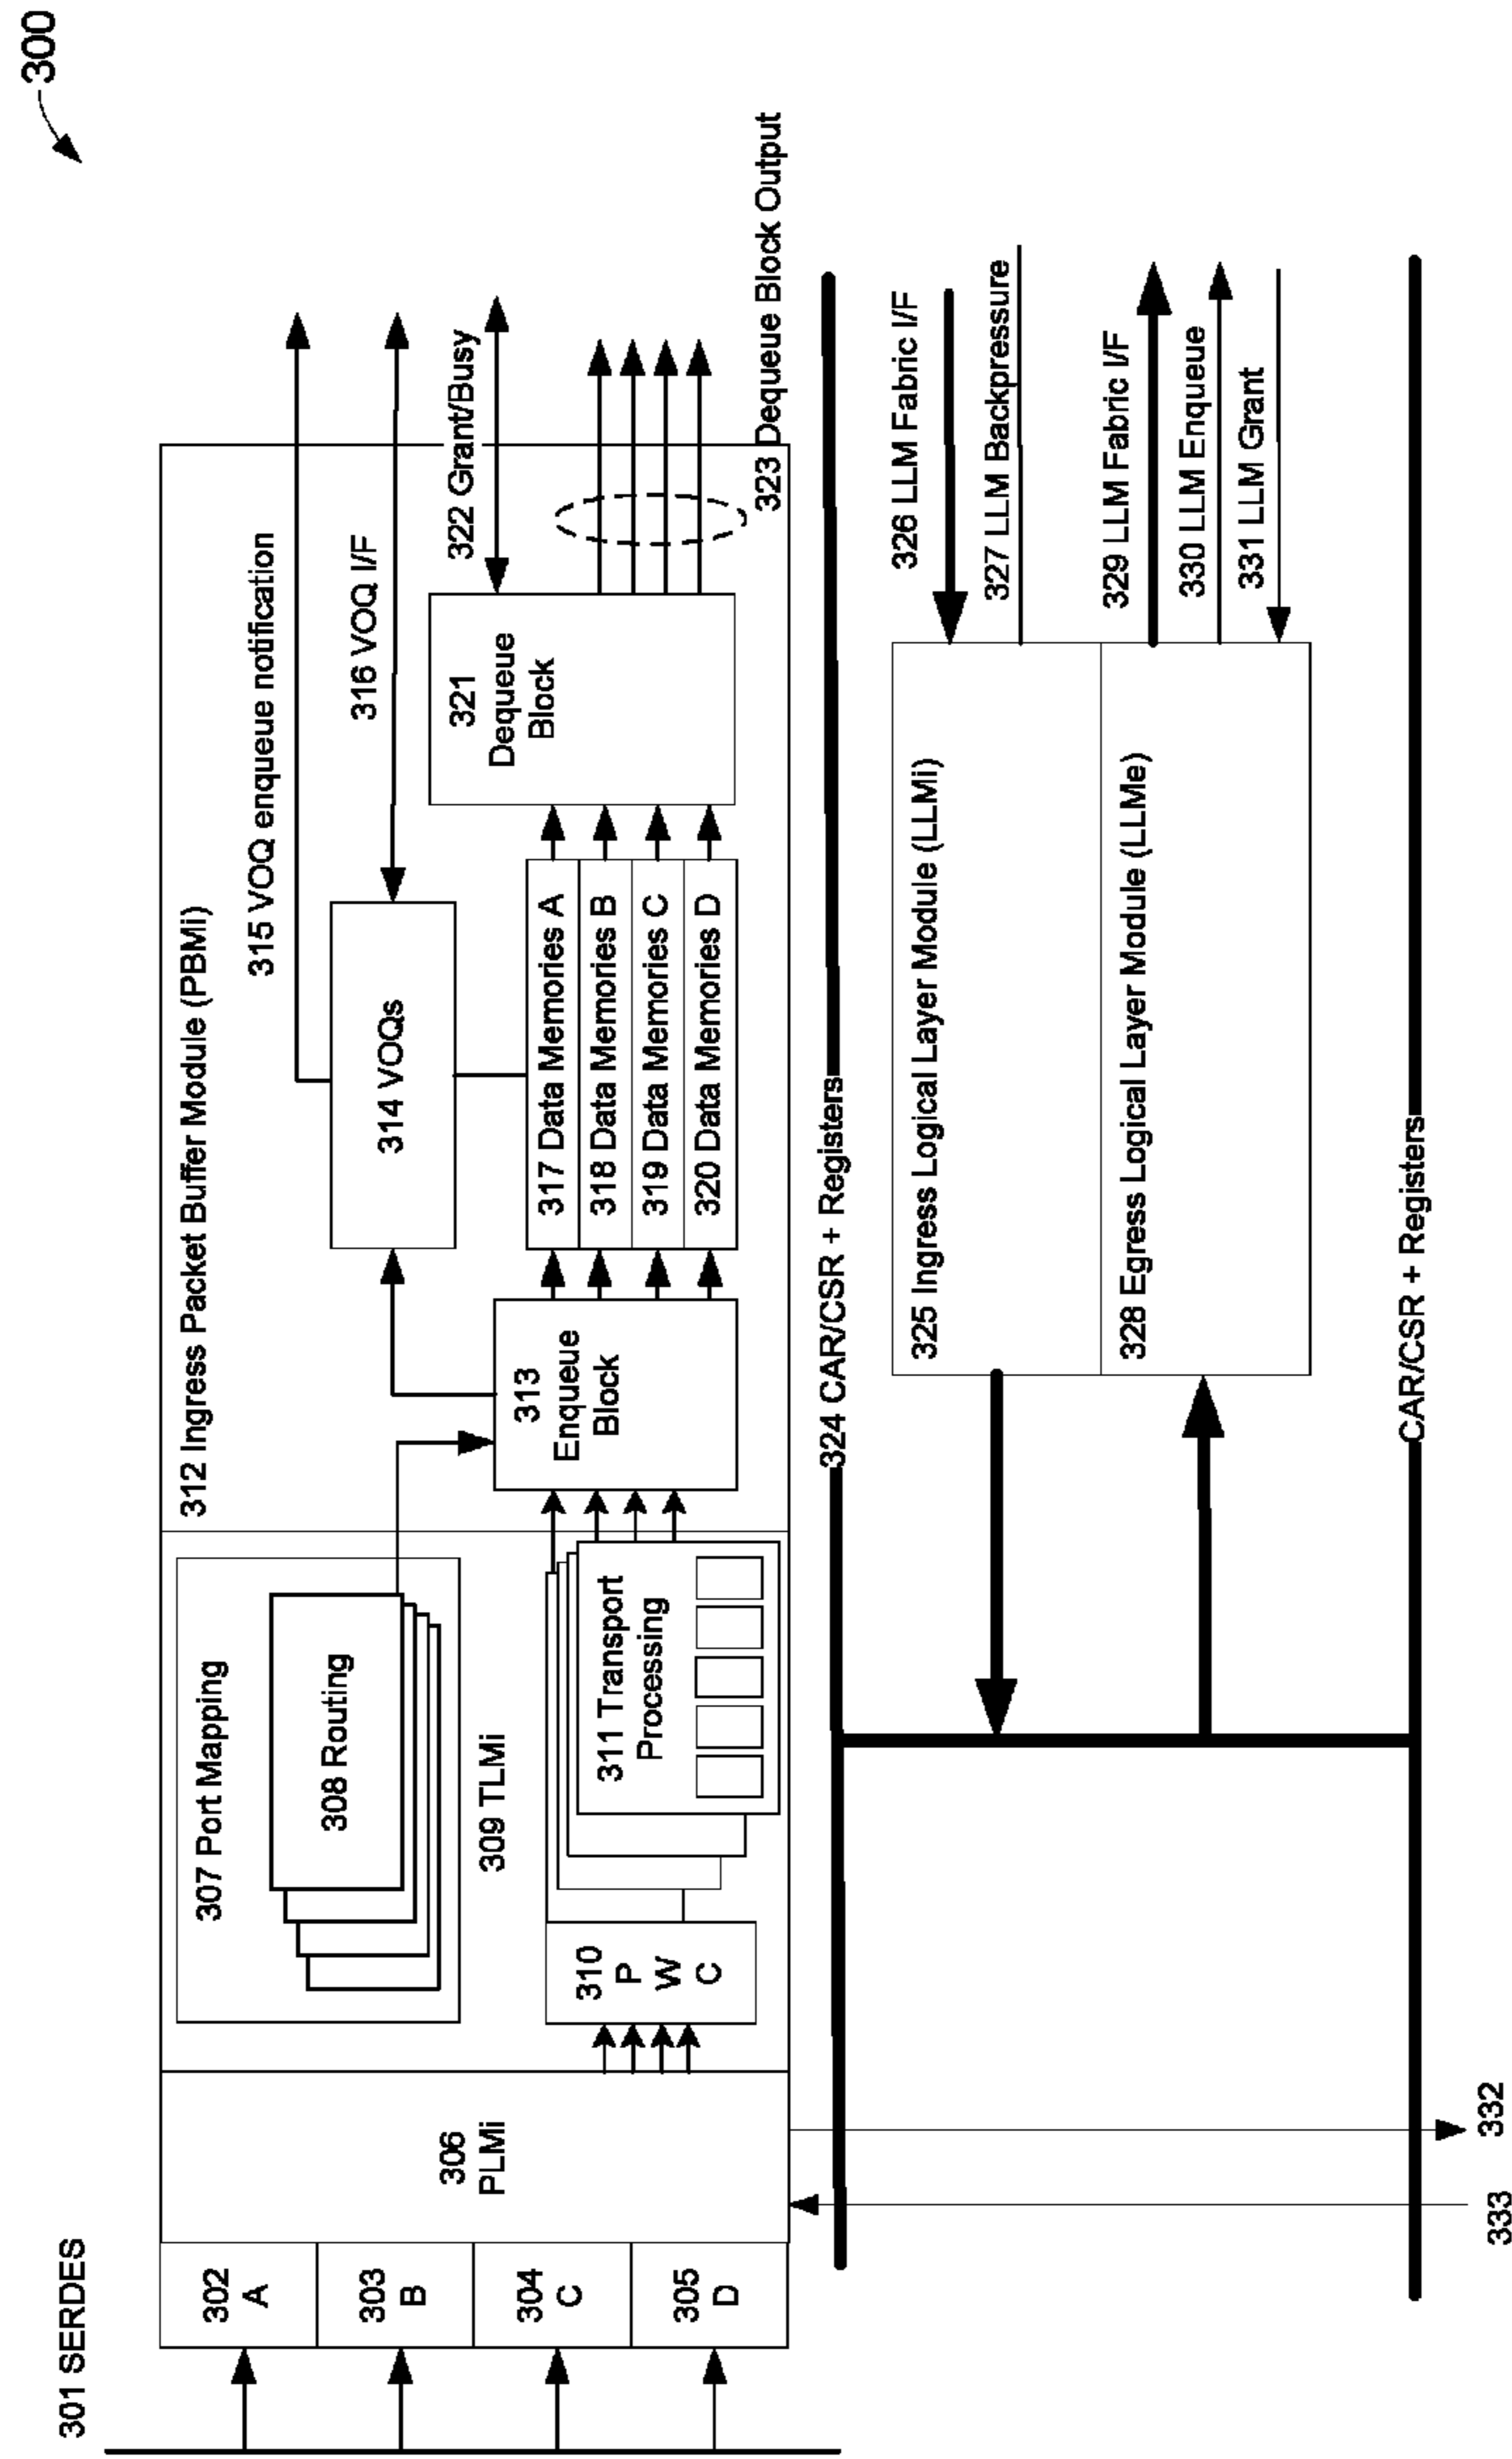 300
301 SERDES
302
A
303
B
304
C
305
D
306
PLMi
307 Port Mapping
308 Routing
309 TLMi
310
P
W
C
311 Transport
Processing
312 Ingress Packet Buffer Module (PBMi)
313
Enqueue
Block
314 VOQs
315 VOQ enqueue notification
316 VOQ I/F
317 Data Memories A
318 Data Memories B
319 Data Memories C
320 Data Memories D
321
Dequeue
Block
322 Grant/Busy
323 Dequeue Block Output
324 CAR/CSR + Registers
325 Ingress Logical Layer Module (LLMi)
326 LLM Fabric I/F
327 LLM Backpressure
328 Egress Logical Layer Module (LLMe)
329 LLM Fabric I/F
330 LLM Enqueue
331 LLM Grant
CAR/CSR + Registers
333
332